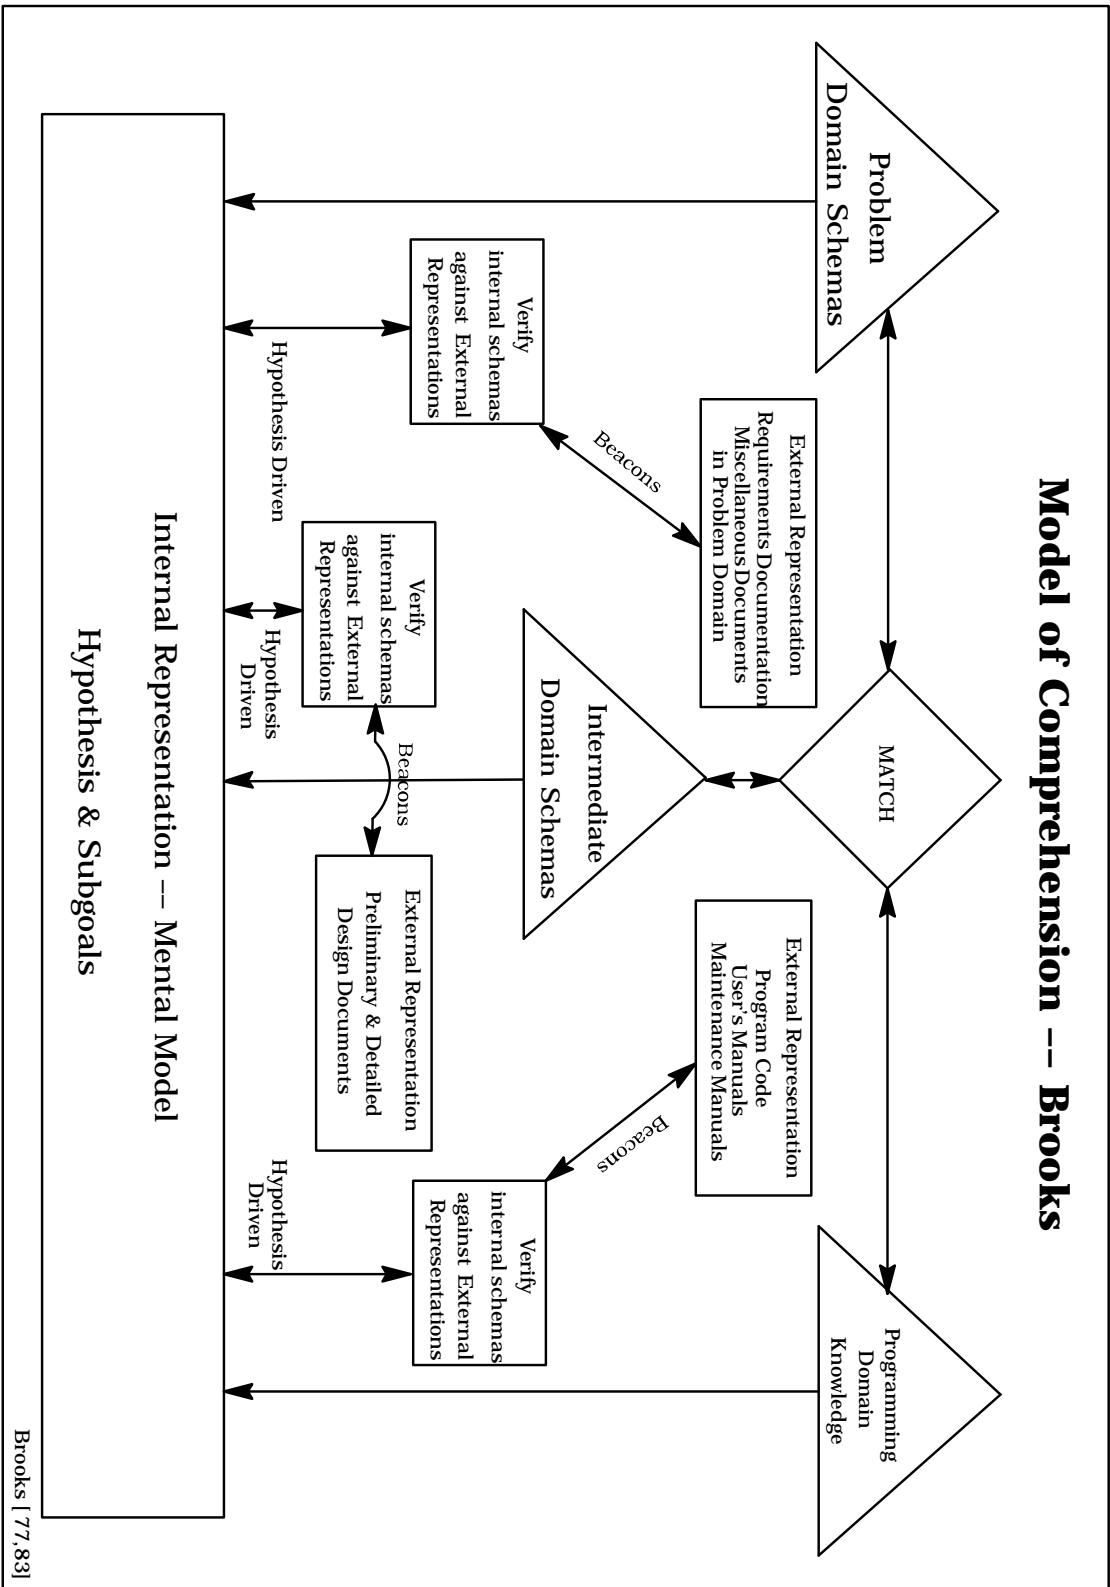 Model of Comprehension –– Brooks
Problem
Domain Schemas
MATCH
Programming
Domain
Knowledge
External Representation
Requirements Documentation
Miscellaneous Documents
in Problem Domain
External Representation
Program Code
User's Manuals
Maintenance Manuals
Intermediate
Domain Schemas
Beacons
Beacons
Verify
internal schemas
against External
Representations
Verify
internal schemas
against External
Representations
Beacons
External Representation
Preliminary & Detailed
Design Documents
Verify
internal schemas
against External
Representations
Hypothesis Driven
Hypothesis
Driven
Hypothesis
Driven
Internal Representation –– Mental Model
Hypothesis & Subgoals
Brooks [77,83]